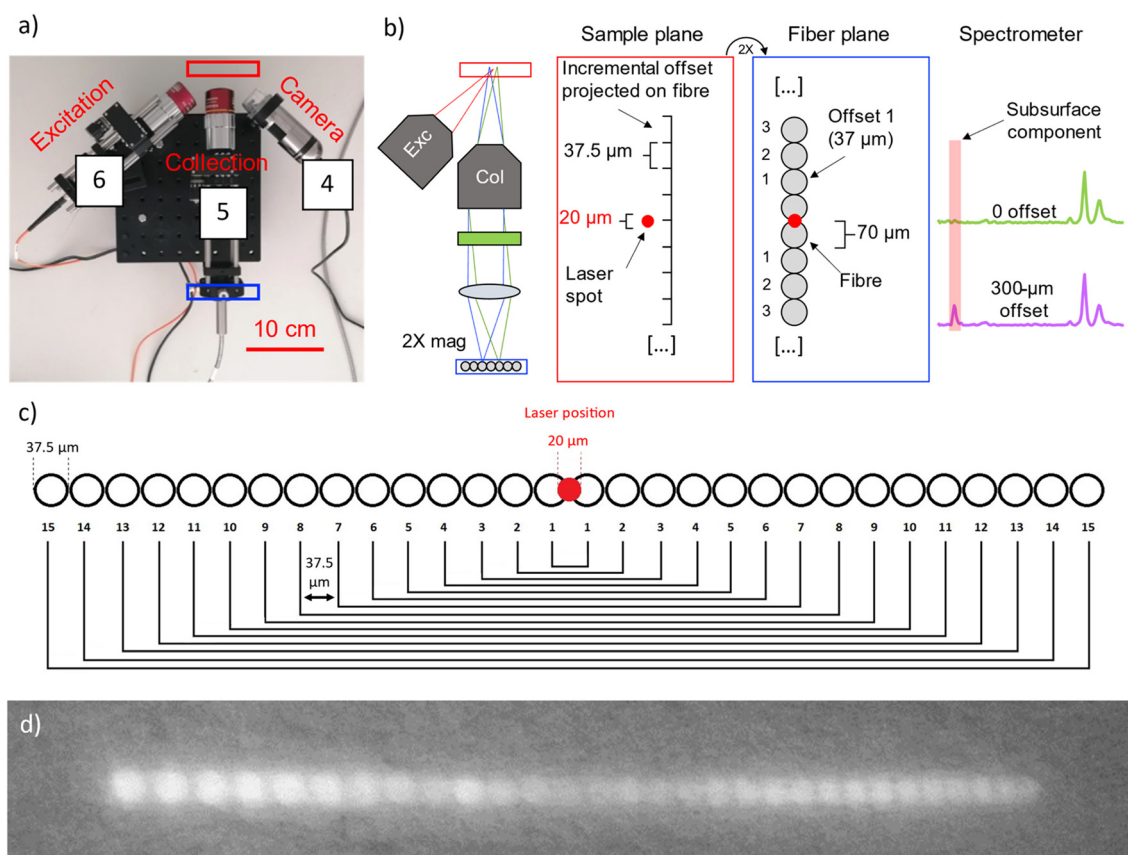 a)
Excitation
Collection
Camera
6
5
4
10 cm
b)
Exc
Col
2X mag
Sample plane
2X
Fiber plane
Spectrometer
Incremental offset
projected on fibre
37.5 µm
20 µm
Laser
spot
[...]
[...]
3
2
1
1
2
3
[...]
Offset 1
(37 µm)
70 µm
Fibre
Subsurface
component
0 offset
300-µm
offset
c)
Laser position
37.5 µm
20 µm
15 14 13 12 11 10 9 8 7 6 5 4 3 2 1 1 2 3 4 5 6 7 8 9 10 11 12 13 14 15
37.5
µm
d)